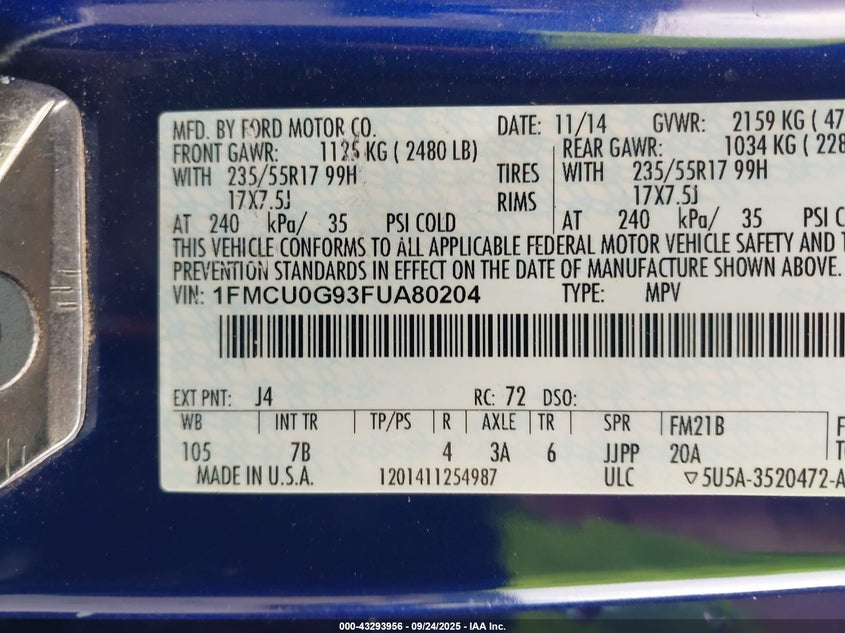 MFD. BY FORD MOTOR CO. DATE: 11/14 GVWR: 2159 KG ( 47
FRONT GAWR: 1125 KG ( 2480 LB) REAR GAWR: 1034 KG ( 228
WITH 235/55R17 99H TIRES WITH 235/55R17 99H
17X7.5J RIMS 17X7.5J
AT 240 kPa/ 35 PSI COLD AT 240 kPa/ 35 PSI CO
THIS VEHICLE CONFORMS TO ALL APPLICABLE FEDERAL MOTOR VEHICLE SAFETY AND T
PREVENTION STANDARDS IN EFFECT ON THE DATE OF MANUFACTURE SHOWN ABOVE.
VIN: 1FMCU0G93FUA80204 TYPE: MPV
EXT PNT: J4 RC: 72 DSO:
WB INT TR TP/PS R AXLE TR SPR FM21B F
105 7B 4 3A 6 JJPP 20A T
MADE IN U.S.A. 1201411254987 ULC ▽5U5A-3520472-A
000-43293956 - 09/24/2025 - IAA Inc.